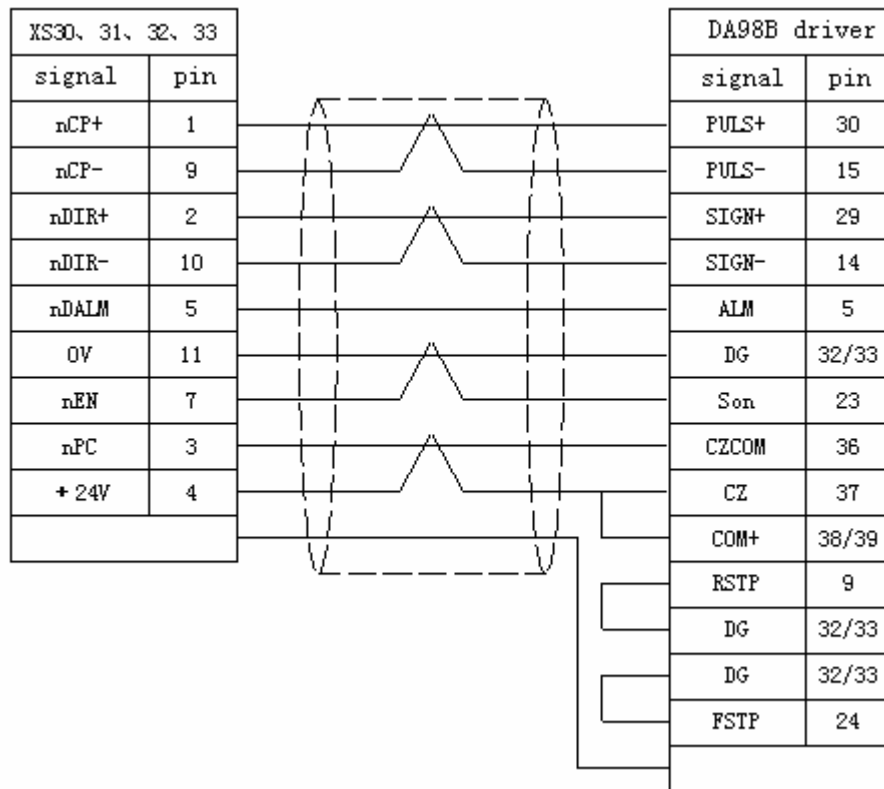 XS30、31、32、33
signal pin
nCP+ 1
nCP- 9
nDIR+ 2
nDIR- 10
nDALM 5
0V 11
nEN 7
nPC 3
+24V 4
DA98B driver
signal pin
PULS+ 30
PULS- 15
SIGN+ 29
SIGN- 14
ALM 5
DG 32/33
Son 23
CZCOM 36
CZ 37
COM+ 38/39
RSTP 9
DG 32/33
DG 32/33
FSTP 24